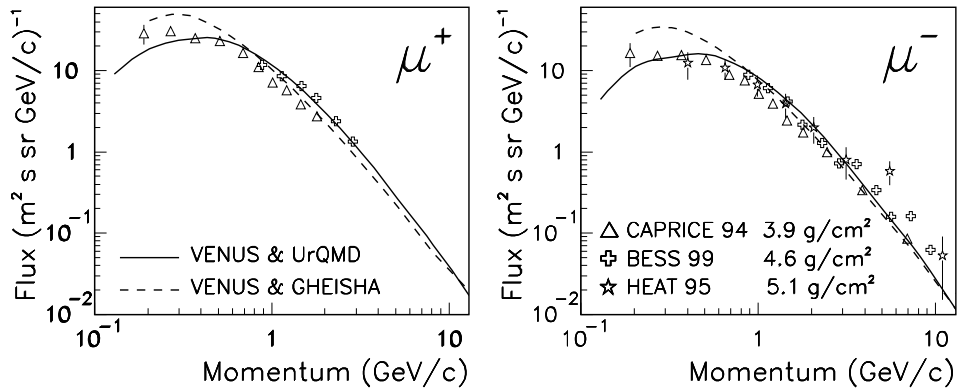 Flux (m² s sr GeV/c)⁻¹
10
1
10⁻¹
10⁻²
μ⁺
VENUS & UrQMD
VENUS & GHEISHA
10⁻¹
1
10
Momentum (GeV/c)
Flux (m² s sr GeV/c)⁻¹
10
1
10⁻¹
10⁻²
μ⁻
CAPRICE 94 3.9 g/cm²
BESS 99 4.6 g/cm²
HEAT 95 5.1 g/cm²
10⁻¹
1
10
Momentum (GeV/c)